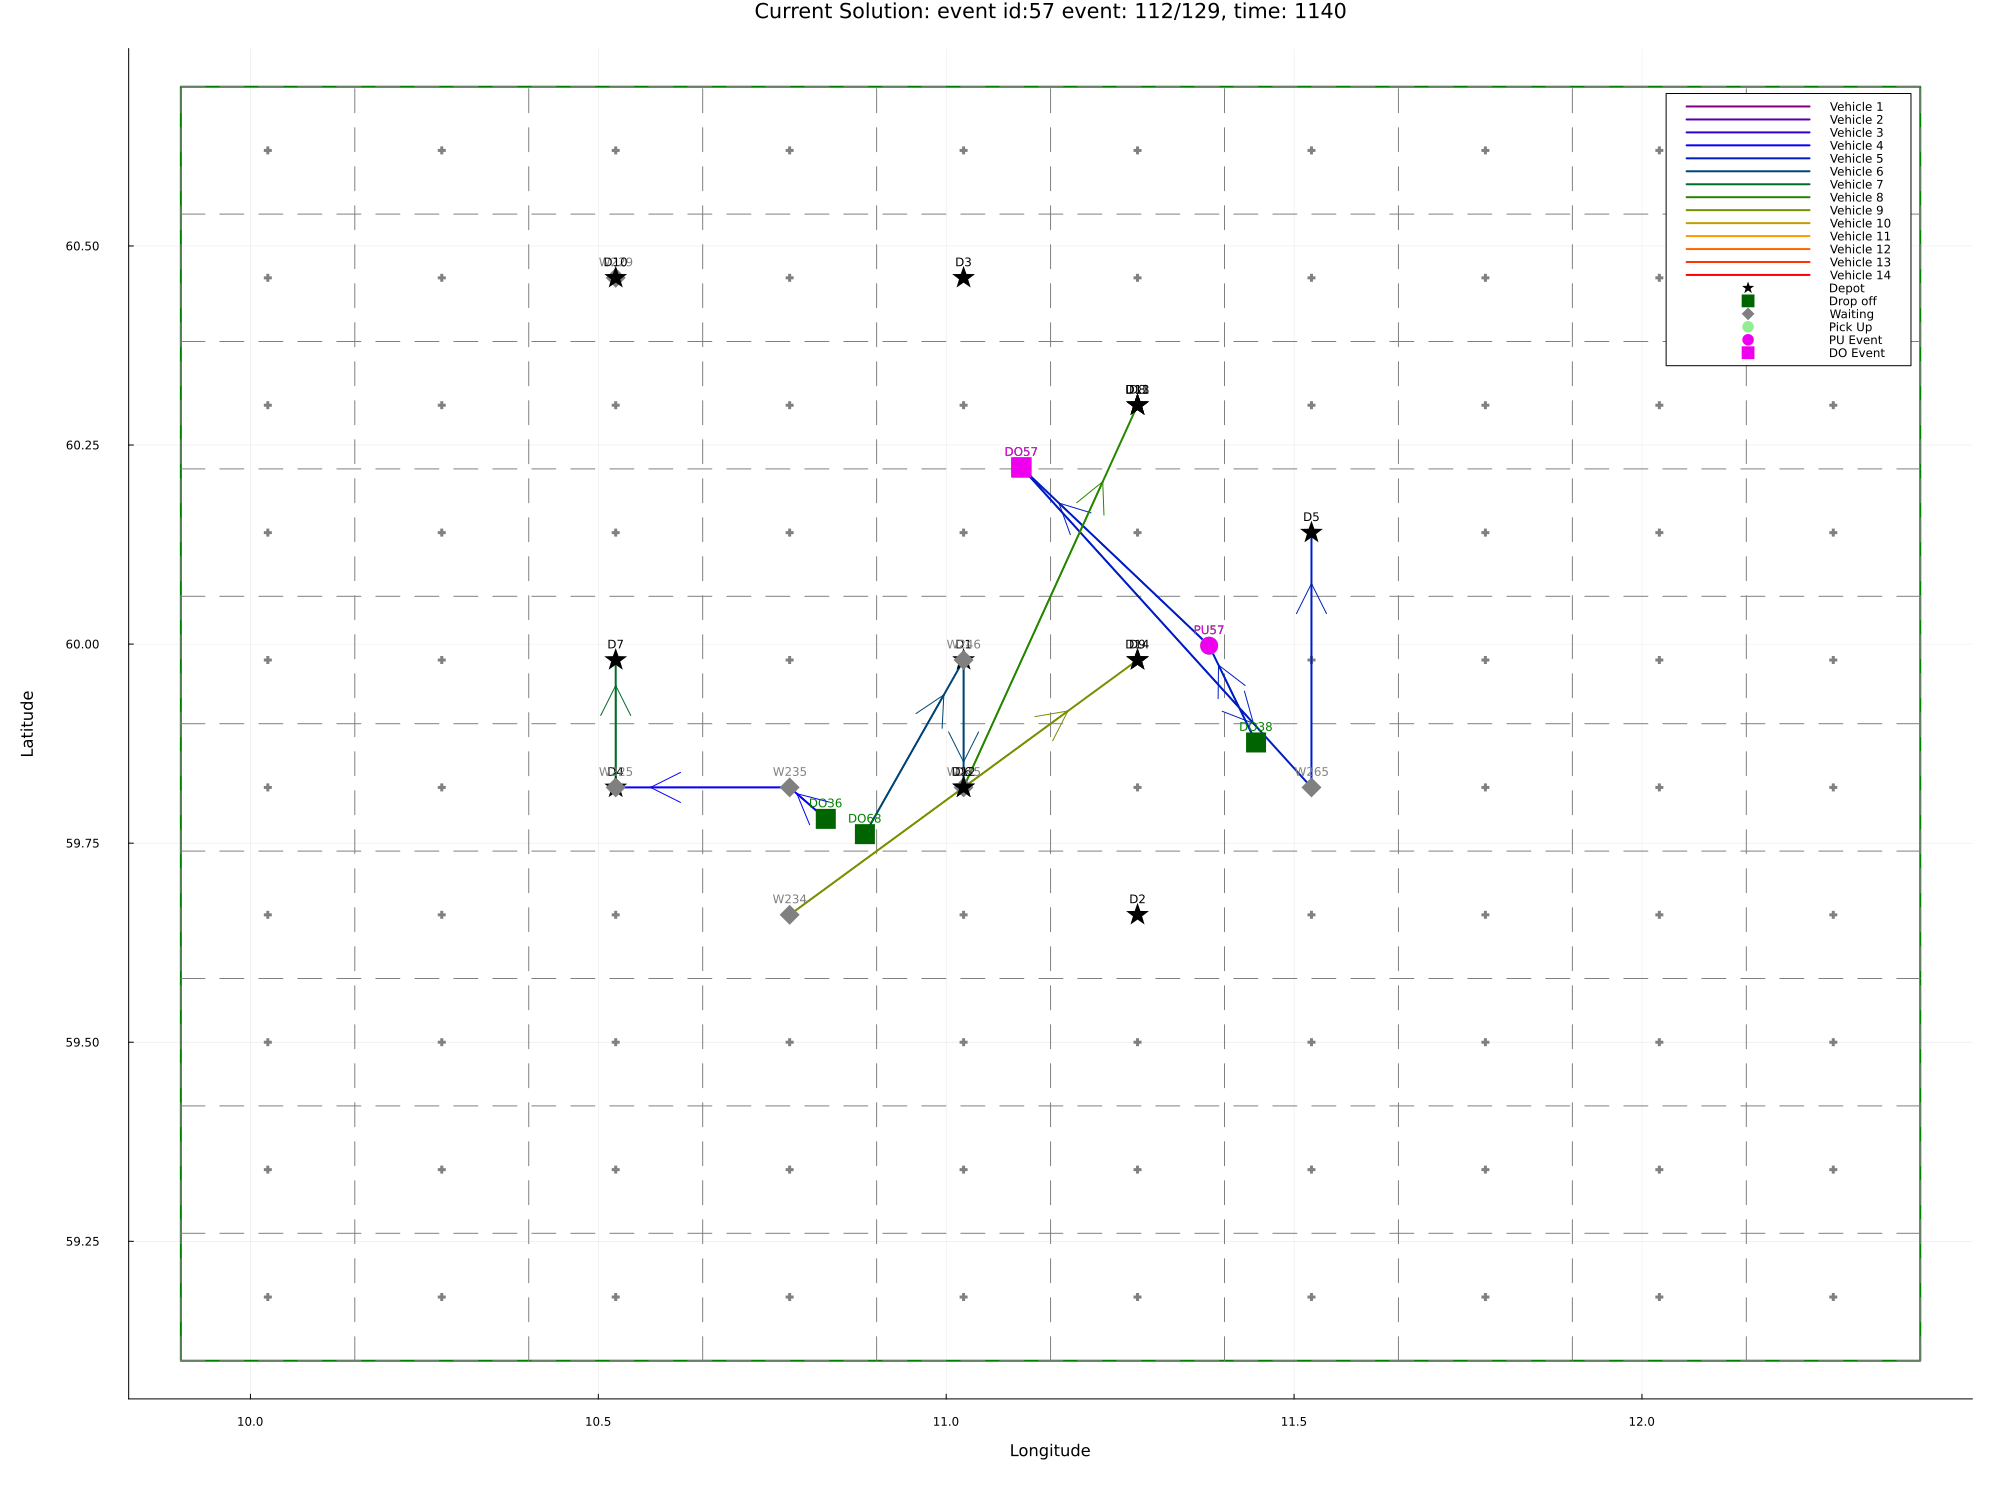 Current Solution: event id:57 event: 112/129, time: 1140
Vehicle 1
Vehicle 2
Vehicle 3
Vehicle 4
Vehicle 5
Vehicle 6
Vehicle 7
Vehicle 8
Vehicle 9
Vehicle 10
Vehicle 11
Vehicle 12
Vehicle 13
Vehicle 14
Depot
Drop off
Waiting
Pick Up
PU Event
DO Event
60.50
60.25
60.00
59.75
59.50
59.25
Latitude
D10
D3
DO57
D5
PU57
D7
D1
DO38
D4
W235
W265
DO36
DO68
W234
D2
10.0
10.5
11.0
11.5
12.0
Longitude